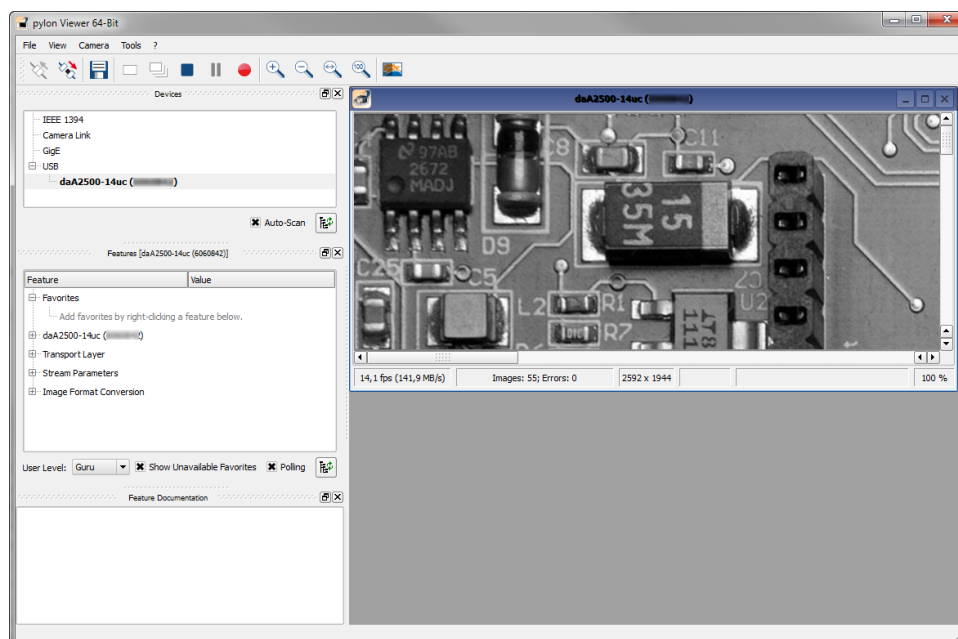 pylon Viewer 64-Bit
File View Camera Tools ?
Devices
IEEE 1394
Camera Link
GigE
USB
daA2500-14uc (
)
Auto-Scan
Features [daA2500-14uc (6060842)]
Feature Value
Favorites
Add favorites by right-clicking a feature below.
daA2500-14uc (
)
Transport Layer
Stream Parameters
Image Format Conversion
User Level: Guru Show Unavailable Favorites Polling
Feature Documentation
daA2500-14uc (
)
97AB
2672
MADJ
C8
C11
15
35M
D9
C25
C5
L2
R1
R7
U2
14,1 fps (141,9 MB/s) Images: 55; Errors: 0 2592 x 1944 100 %